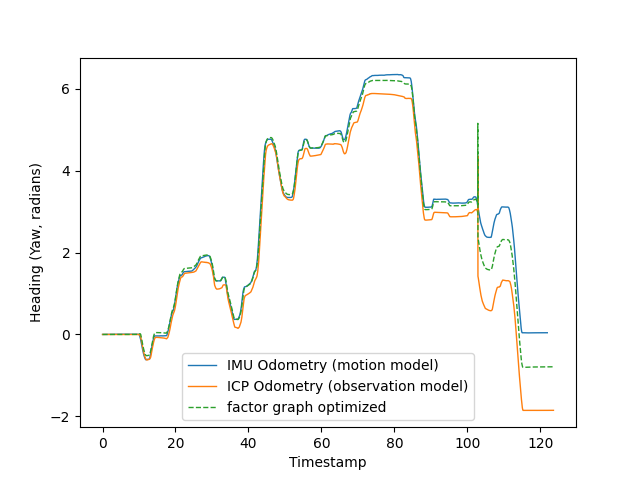 Heading (Yaw, radians)
6
4
2
0
−2
IMU Odometry (motion model)
ICP Odometry (observation model)
factor graph optimized
0 20 40 60 80 100 120
Timestamp